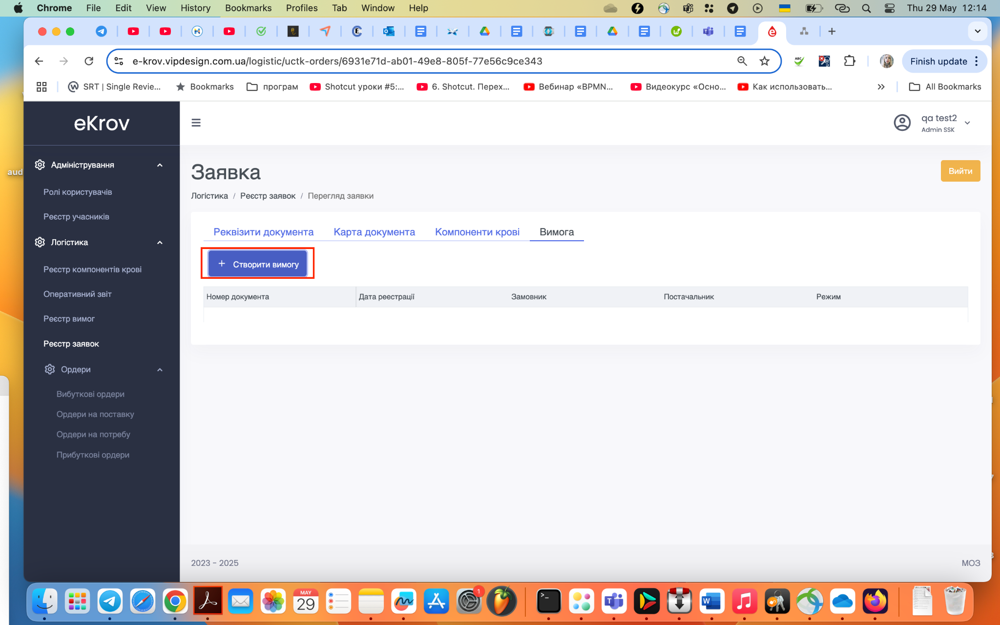 Chrome File Edit View History Bookmarks Profiles Tab Window Help Thu 29 May 12:14
e-krov.vipdesign.com.ua/logistic/uctk-orders/6931e71d-ab01-49e8-805f-77e56c9ce343 ABC Finish update
SRT | Single Revie... Bookmarks програм Shotcut уроки #5:... 6. Shotcut. Перех... Вебинар «BPMN... Видеокурс «Осно... Как использовать... All Bookmarks
eKrov
qa test2
Admin SSK
aud
Адміністрування
Ролі користувачів
Реєстр учасників
Логістика
Реєстр компонентів крові
Оперативний звіт
Реєстр вимог
Реєстр заявок
Ордери
Вибуткові ордери
Ордери на поставку
Ордери на потребу
Прибуткові ордери
Заявка
Вийти
Логістика / Реєстр заявок / Перегляд заявки
Реквізити документа Карта документа Компоненти крові Вимога
+ Створити вимогу
Номер документа Дата реестрації Замовник Постачальник Режим
2023 - 2025 МОЗ
MAY
29
1